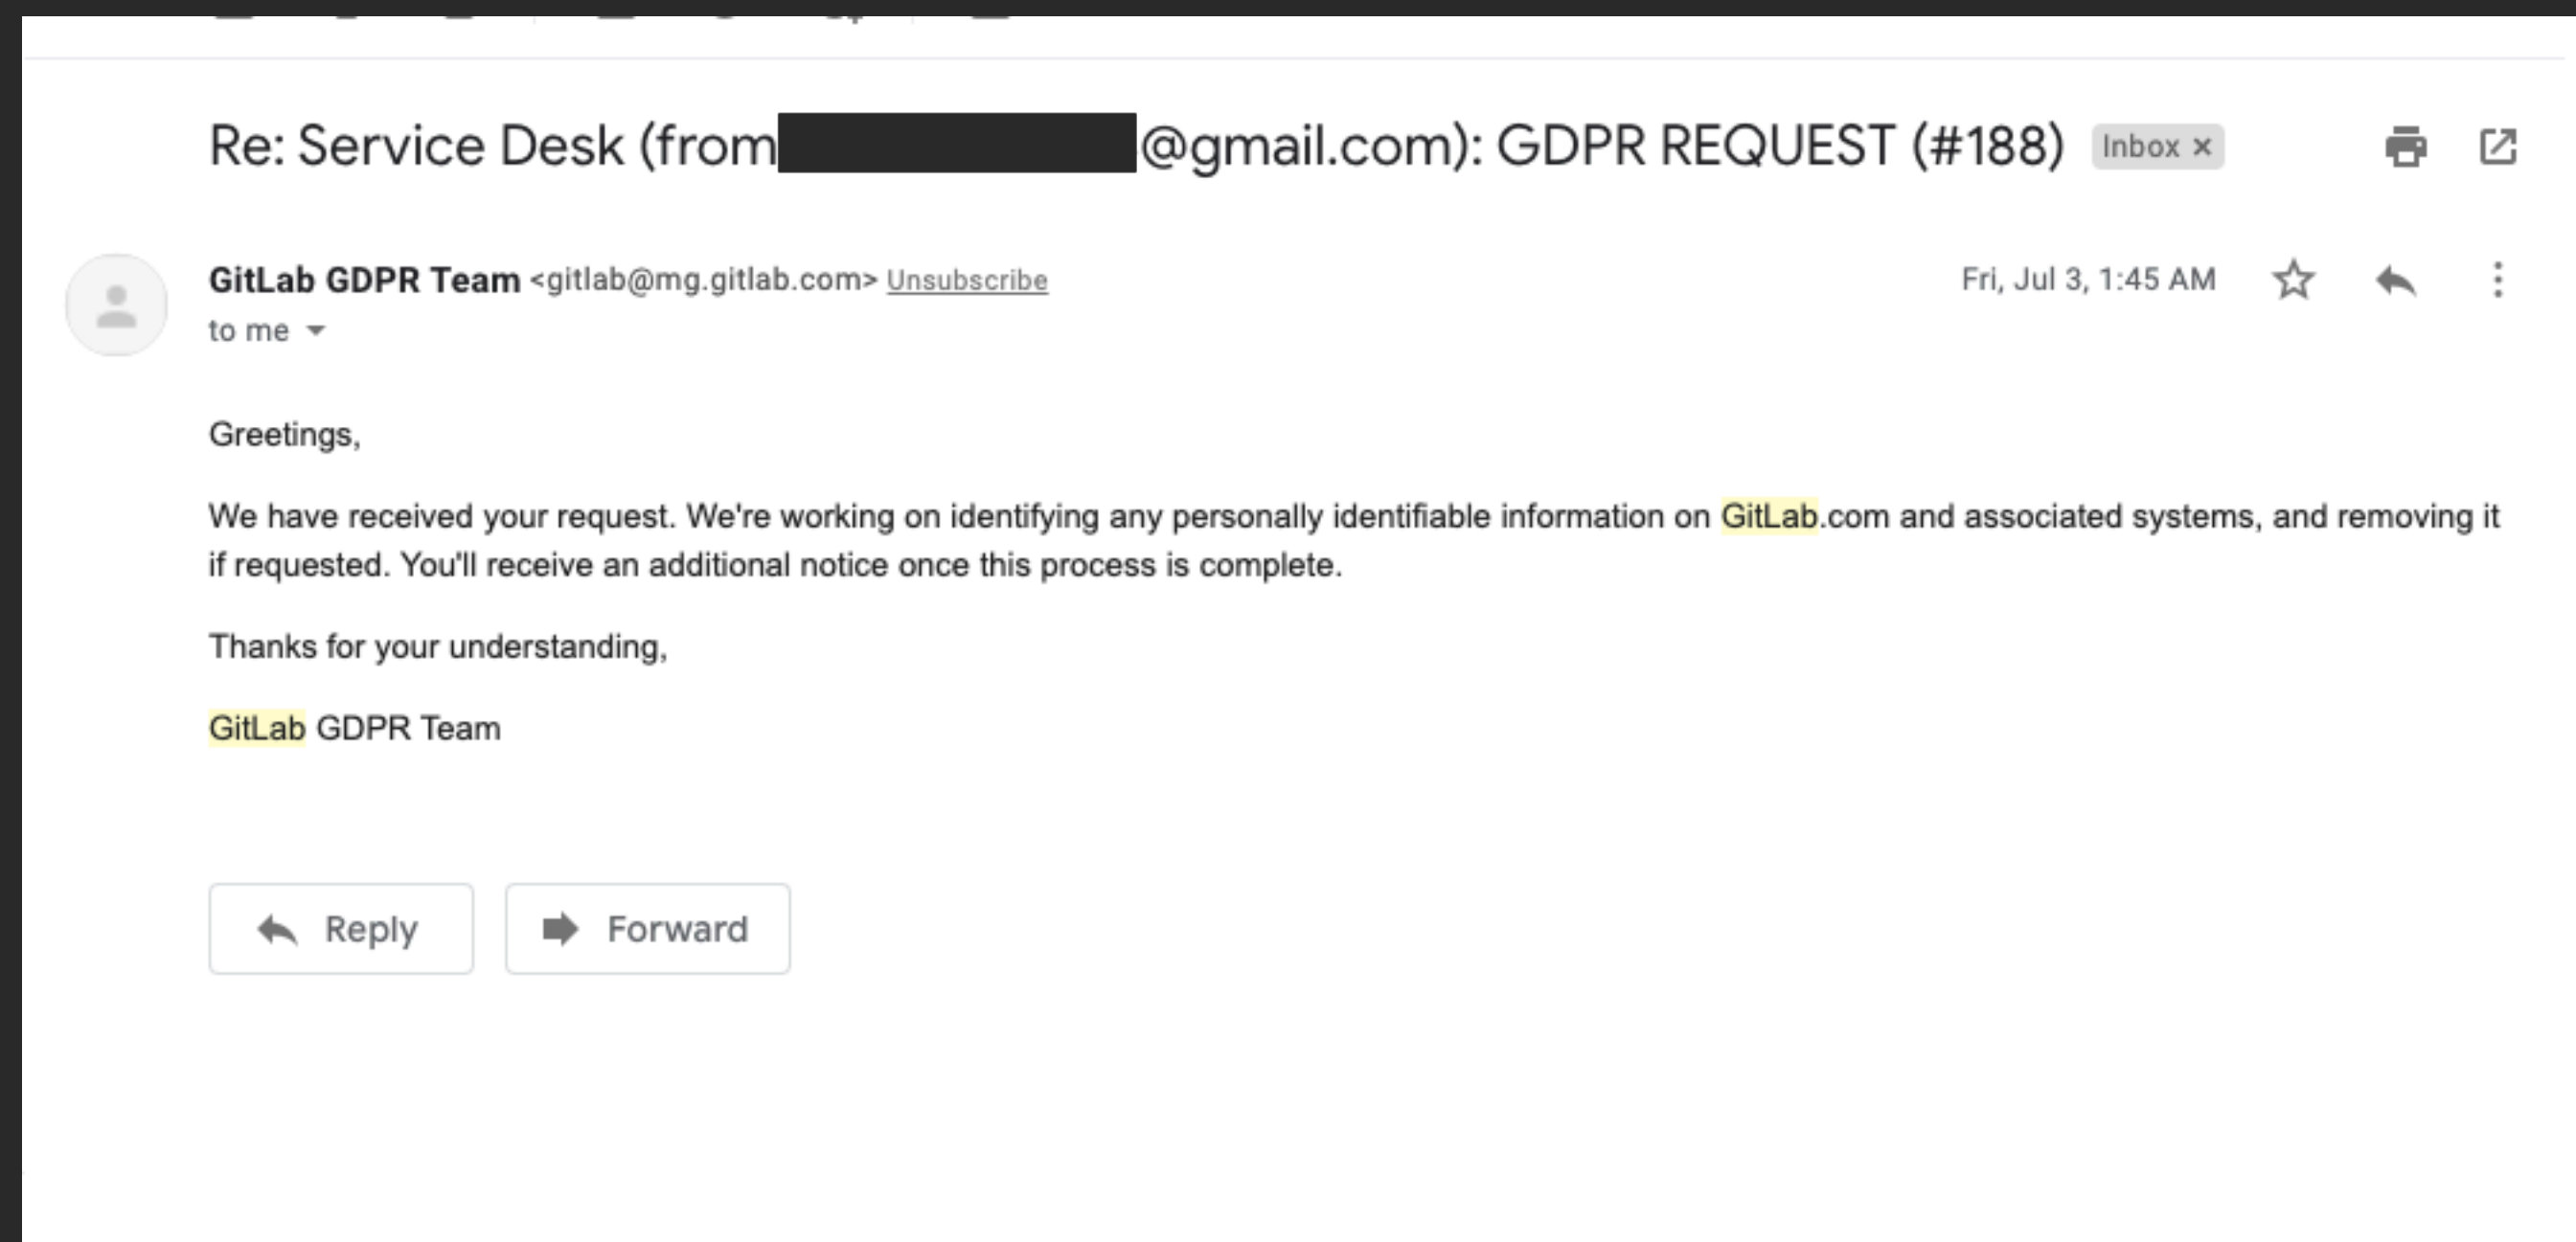 Re: Service Desk (from @gmail.com): GDPR REQUEST (#188) Inbox ×
GitLab GDPR Team <gitlab@mg.gitlab.com> Unsubscribe Fri, Jul 3, 1:45 AM
to me
Greetings,
We have received your request. We're working on identifying any personally identifiable information on GitLab.com and associated systems, and removing it
if requested. You'll receive an additional notice once this process is complete.
Thanks for your understanding,
GitLab GDPR Team
Reply Forward